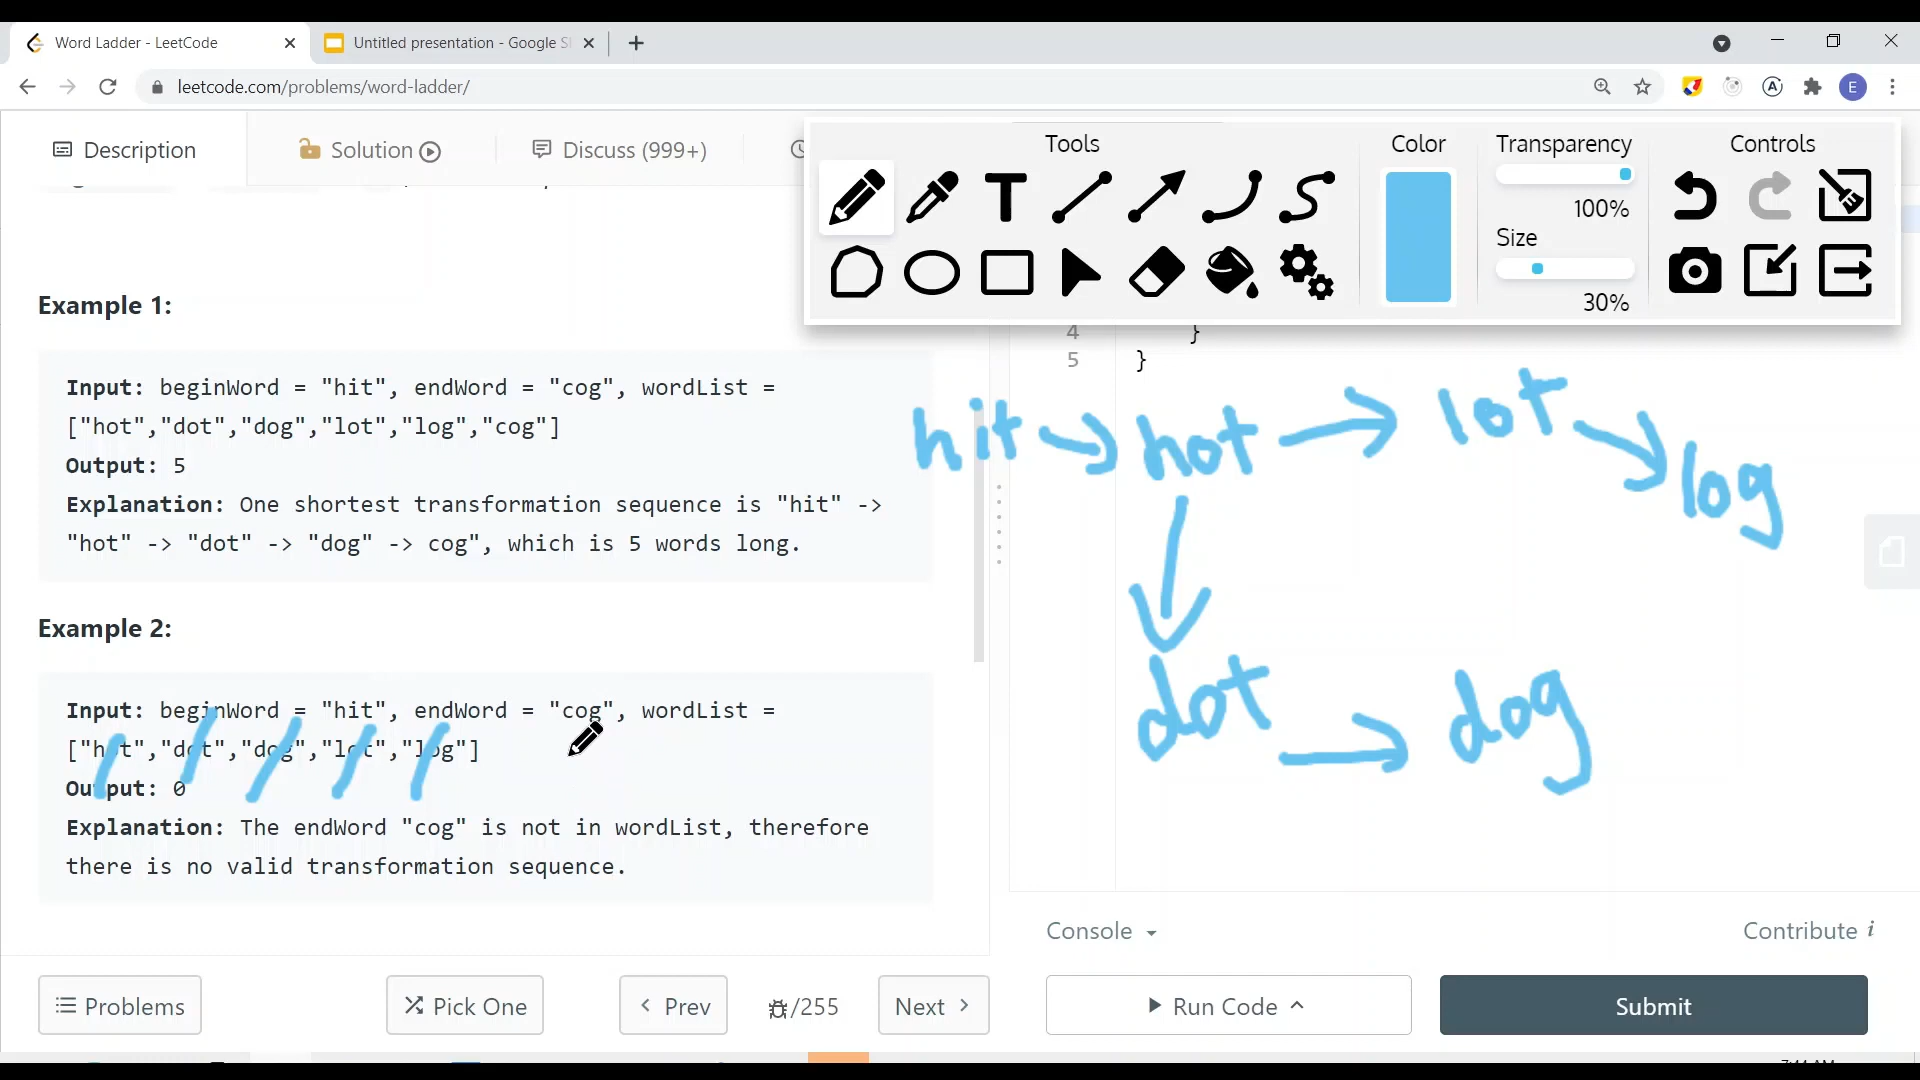 Word Ladder - LeetCode
Untitled presentation - Google Sl
leetcode.com/problems/word-ladder/
E
Description
Solution
Discuss (999+)
Tools
Color
Transparency
Controls
100%
Size
30%
Example 1:
Input: beginWord = "hit", endWord = "cog", wordList =
["hot","dot","dog","lot","log","cog"]
Output: 5
Explanation: One shortest transformation sequence is "hit" ->
"hot" -> "dot" -> "dog" -> cog", which is 5 words long.
Example 2:
Input: beginWord = "hit", endWord = "cog", wordList =
["hot","dot","dog","lot","log"]
Output: 0
Explanation: The endWord "cog" is not in wordList, therefore
there is no valid transformation sequence.
4 }
5 }
hit → hot → lot → log
dot → dog
Console
Contribute i
Problems
Pick One
< Prev
/255
Next >
Run Code
Submit